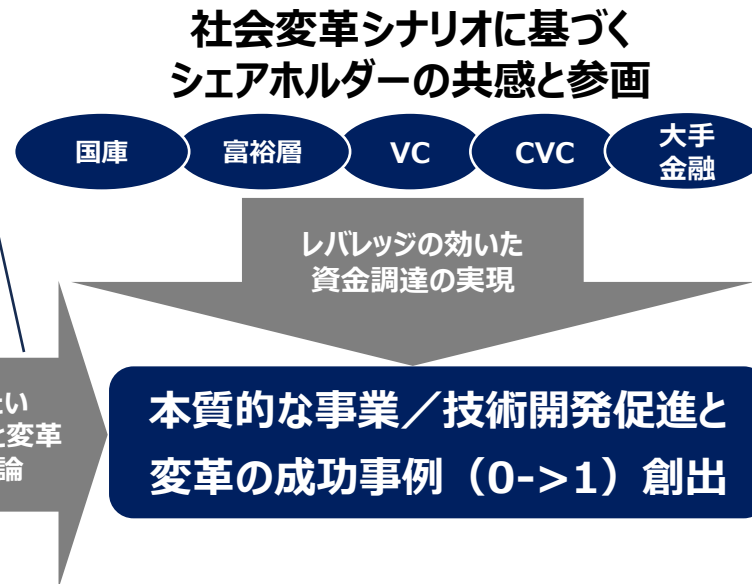 社会変革シナリオに基づく
シェアホルダーの共感と参画
国庫
富裕層
VC
CVC
大手
金融
レバレッジの効いた
資金調達の実現
い
変革
論
本質的な事業／技術開発促進と
変革の成功事例（0->1）創出